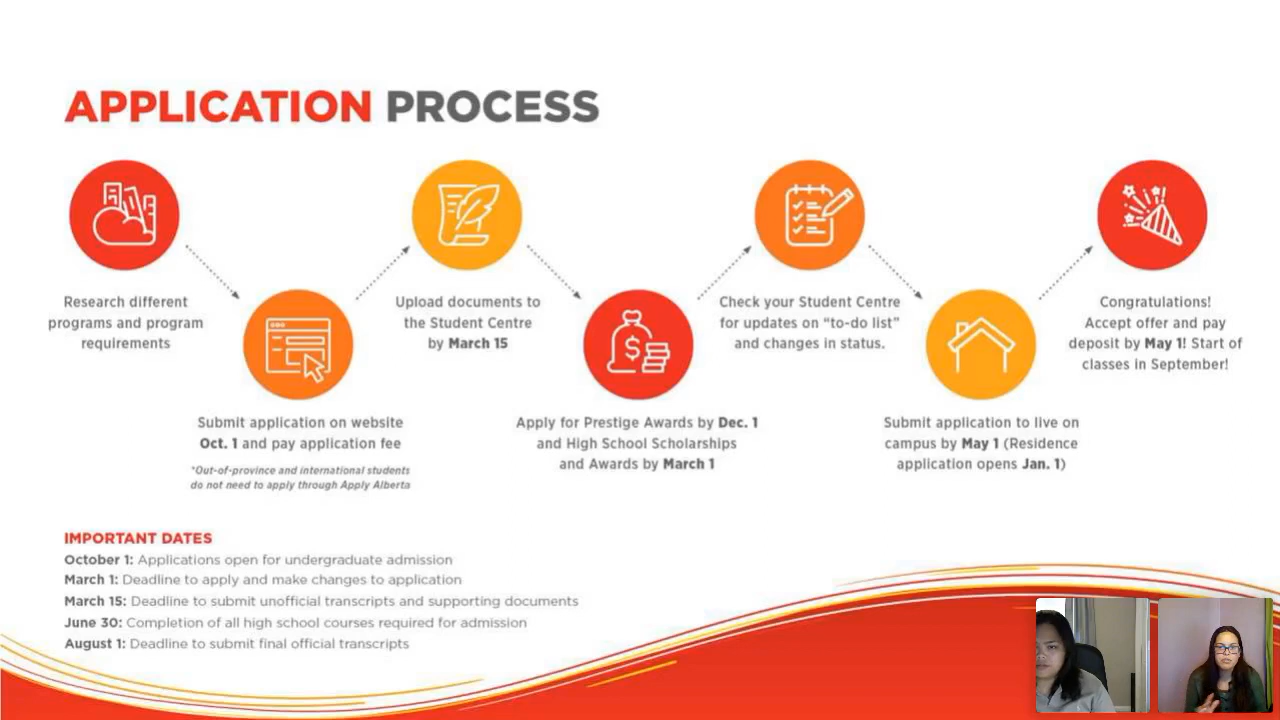 APPLICATION PROCESS
Research different
programs and program
requirements
Submit application on website
Oct. 1 and pay application fee
*Out-of-province and international students
do not need to apply through Apply Alberta
Upload documents to
the Student Centre
by March 15
Apply for Prestige Awards by Dec. 1
and High School Scholarships
and Awards by March 1
Check your Student Centre
for updates on “to-do list”
and changes in status.
Submit application to live on
campus by May 1 (Residence
application opens Jan. 1)
Congratulations!
Accept offer and pay
deposit by May 1! Start of
classes in September!
IMPORTANT DATES
October 1: Applications open for undergraduate admission
March 1: Deadline to apply and make changes to application
March 15: Deadline to submit unofficial transcripts and supporting documents
June 30: Completion of all high school courses required for admission
August 1: Deadline to submit final official transcripts